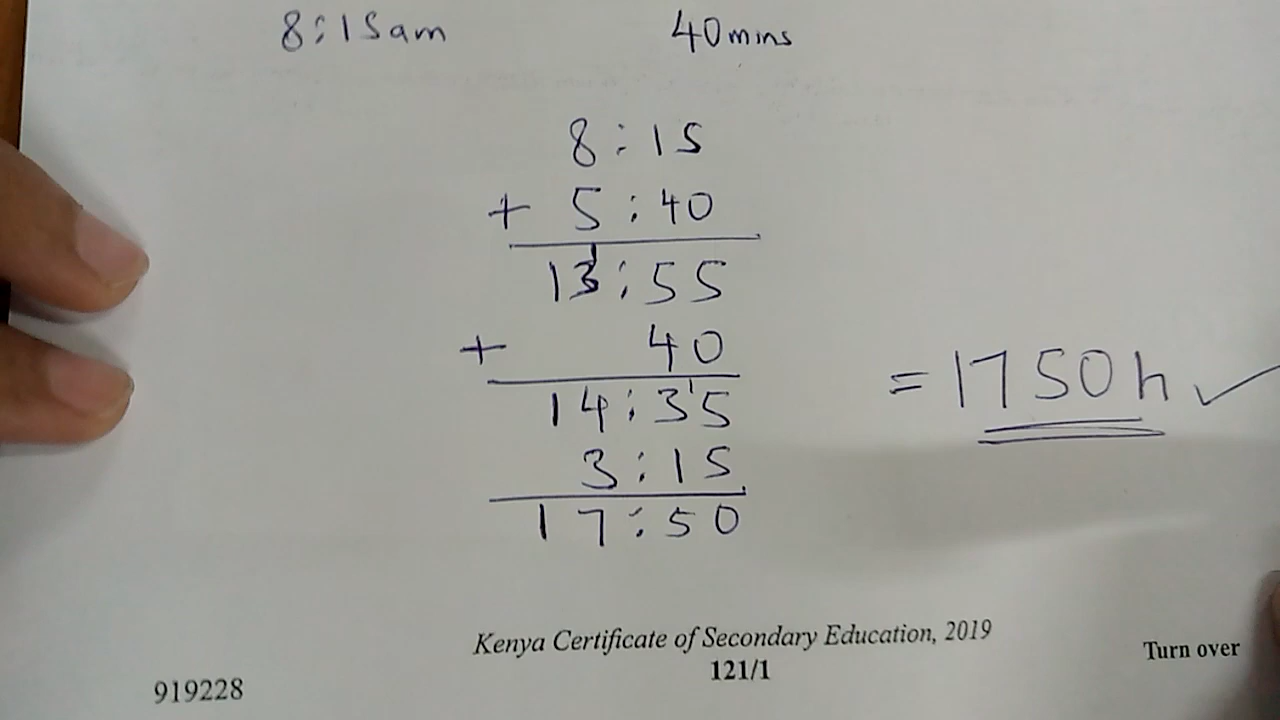 8:15am 40mins
8:15
+ 5:40
13:55
+ 40
14:35
3:15
17:50
= 1750h ✓
Kenya Certificate of Secondary Education, 2019
121/1
Turn over
919228